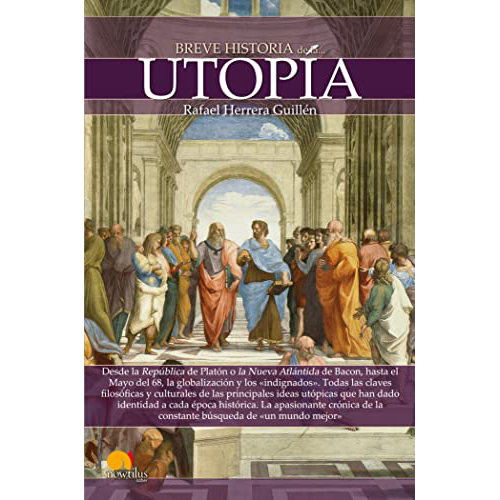 BREVE HISTORIA de la...
UTOPÍA
Rafael Herrera Guillén
Desde la República de Platón o la Nueva Atlántida de Bacon, hasta el
Mayo del 68, la globalización y los «indignados». Todas las claves
filosóficas y culturales de las principales ideas utópicas que han dado
identidad a cada época histórica. La apasionante crónica de la
constante búsqueda de «un mundo mejor»
nowtilus
saber